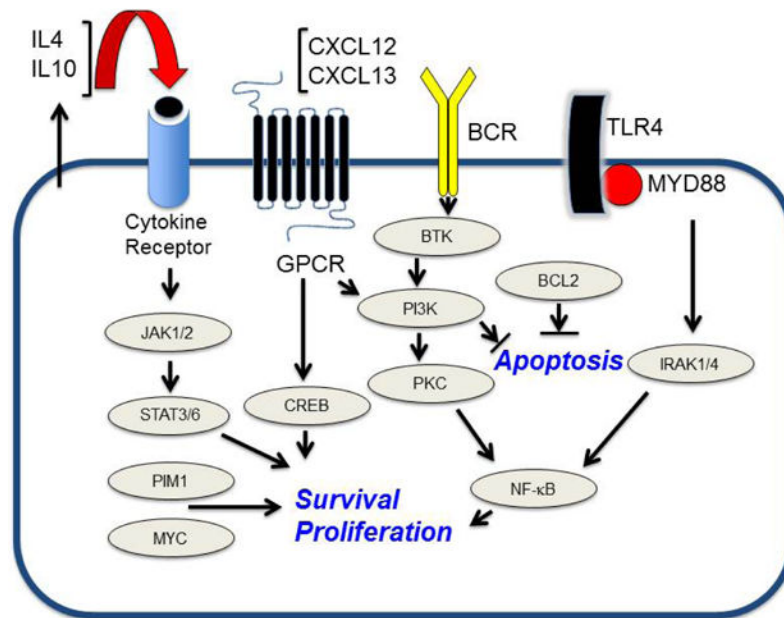 IL4
IL10
CXCL12
CXCL13
BCR
TLR4
MYD88
Cytokine
Receptor
GPCR
BTK
BCL2
PI3K
JAK1/2
Apoptosis
IRAK1/4
PKC
STAT3/6
CREB
PIM1
NF-κB
Survival
Proliferation
MYC